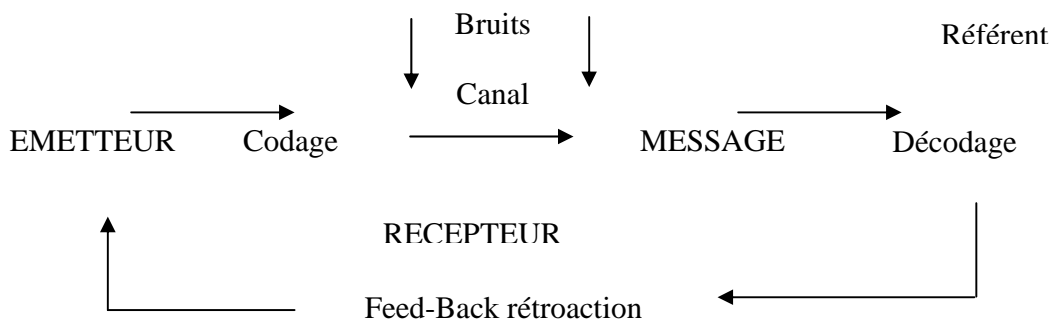 Bruits
Référent
Canal
EMETTEUR Codage MESSAGE Décodage
RECEPTEUR
Feed-Back rétroaction